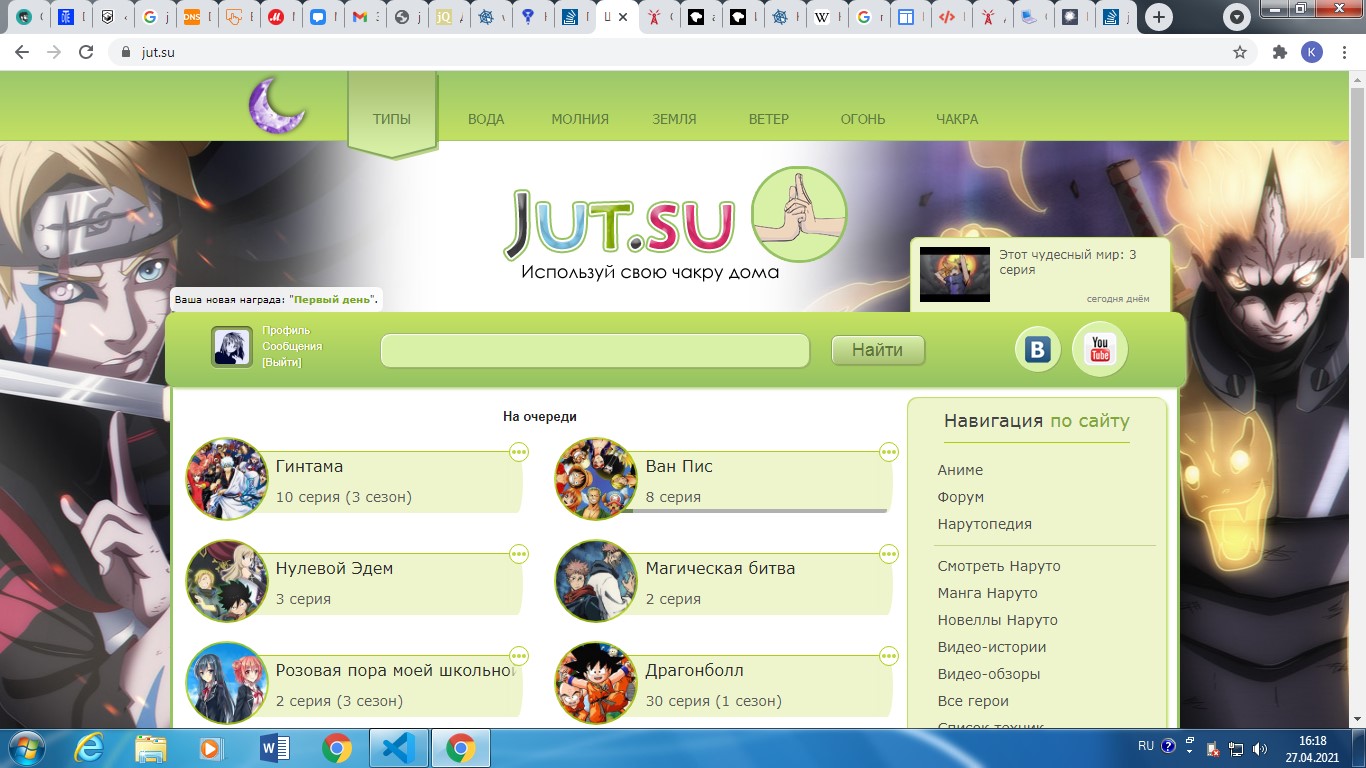 jut.su
K
ТИПЫ
ВОДА
МОЛНИЯ
ЗЕМЛЯ
ВЕТЕР
ОГОНЬ
ЧАКРА
Jut.su
Используй свою чакру дома
Этот чудесный мир: 3
серия
сегодня днём
Ваша новая награда: "Первый день".
Профиль
Сообщения
[Выйти]
Найти
B
You
Tube
На очереди
Гинтама
10 серия (3 сезон)
Ван Пис
8 серия
Нулевой Эдем
3 серия
Магическая битва
2 серия
Розовая пора моей школьной
2 серия (3 сезон)
Драгонболл
30 серия (1 сезон)
Навигация по сайту
Аниме
Форум
Нарутопедия
Смотреть Наруто
Манга Наруто
Новеллы Наруто
Видео-истории
Видео-обзоры
Все герои
Список техник
RU
16:18
27.04.2021